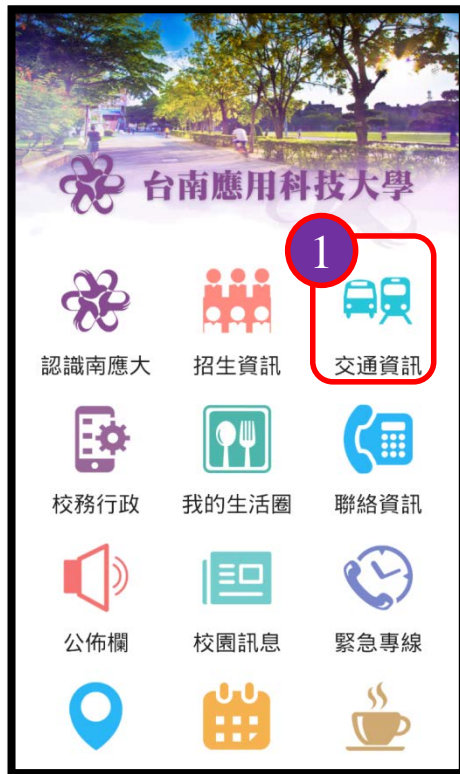 台南應用科技大學
1
認識南應大
招生資訊
交通資訊
校務行政
我的生活圈
聯絡資訊
公佈欄
校園訊息
緊急專線